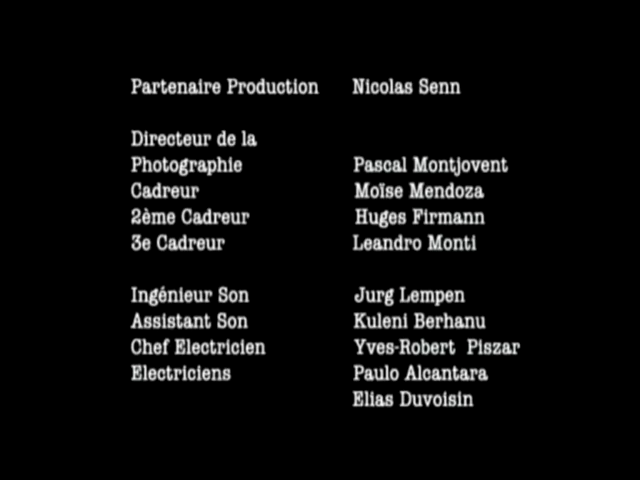 Partenaire Production Nicolas Senn
Directeur de la
Photographie Pascal Montjovent
Cadreur Moïse Mendoza
2ème Cadreur Huges Firmann
3e Cadreur Leandro Monti
Ingénieur Son Jurg Lempen
Assistant Son Kuleni Berhanu
Chef Electricien Yves-Robert Piszar
Electriciens Paulo Alcantara
Elias Duvoisin